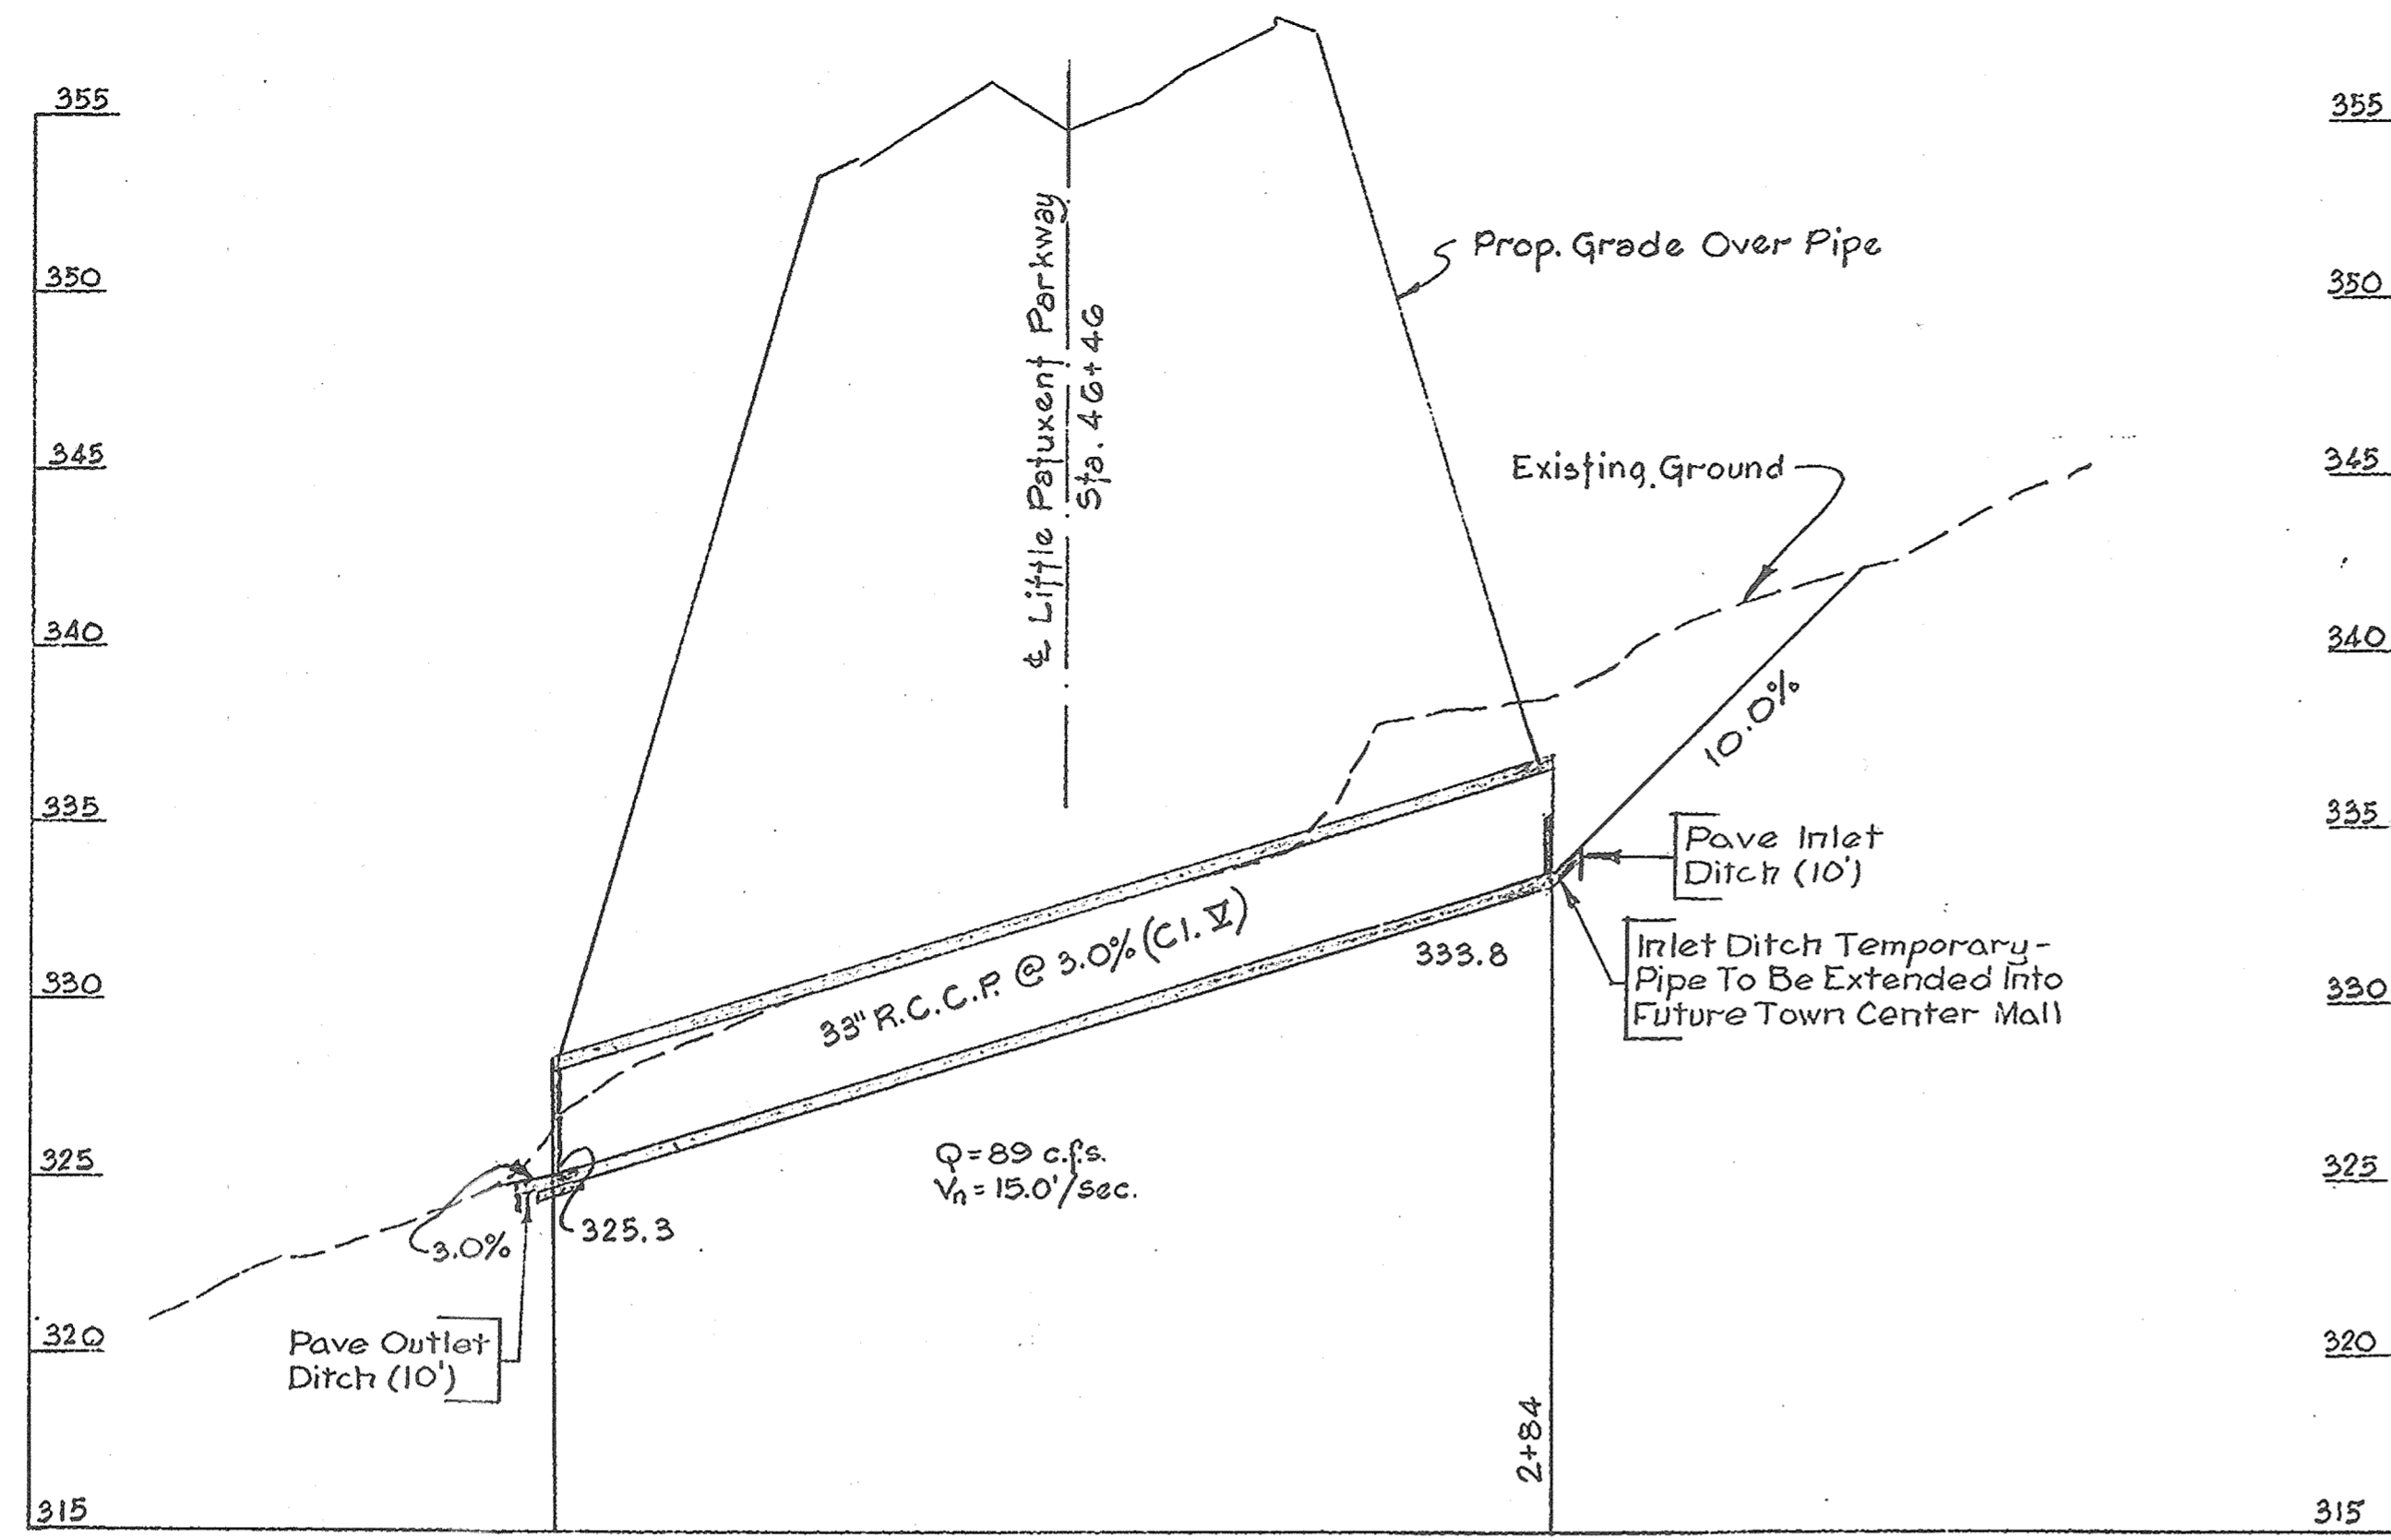 355
355
℄ Little Patuxent Parkway
Sta. 46+46
Prop. Grade Over Pipe
350
350
345
Existing Ground
345
340
340
10.0%
335
335
Pave Inlet
Ditch (10')
33" R.C.C.P. @ 3.0% (Cl. V)
333.8
Inlet Ditch Temporary-
Pipe To Be Extended Into
Future Town Center Mall
330
330
325
Q = 89 c.f.s.
Vn = 15.0'/sec.
325
3.0%
325.3
320
Pave Outlet
Ditch (10')
320
2+84
315
315